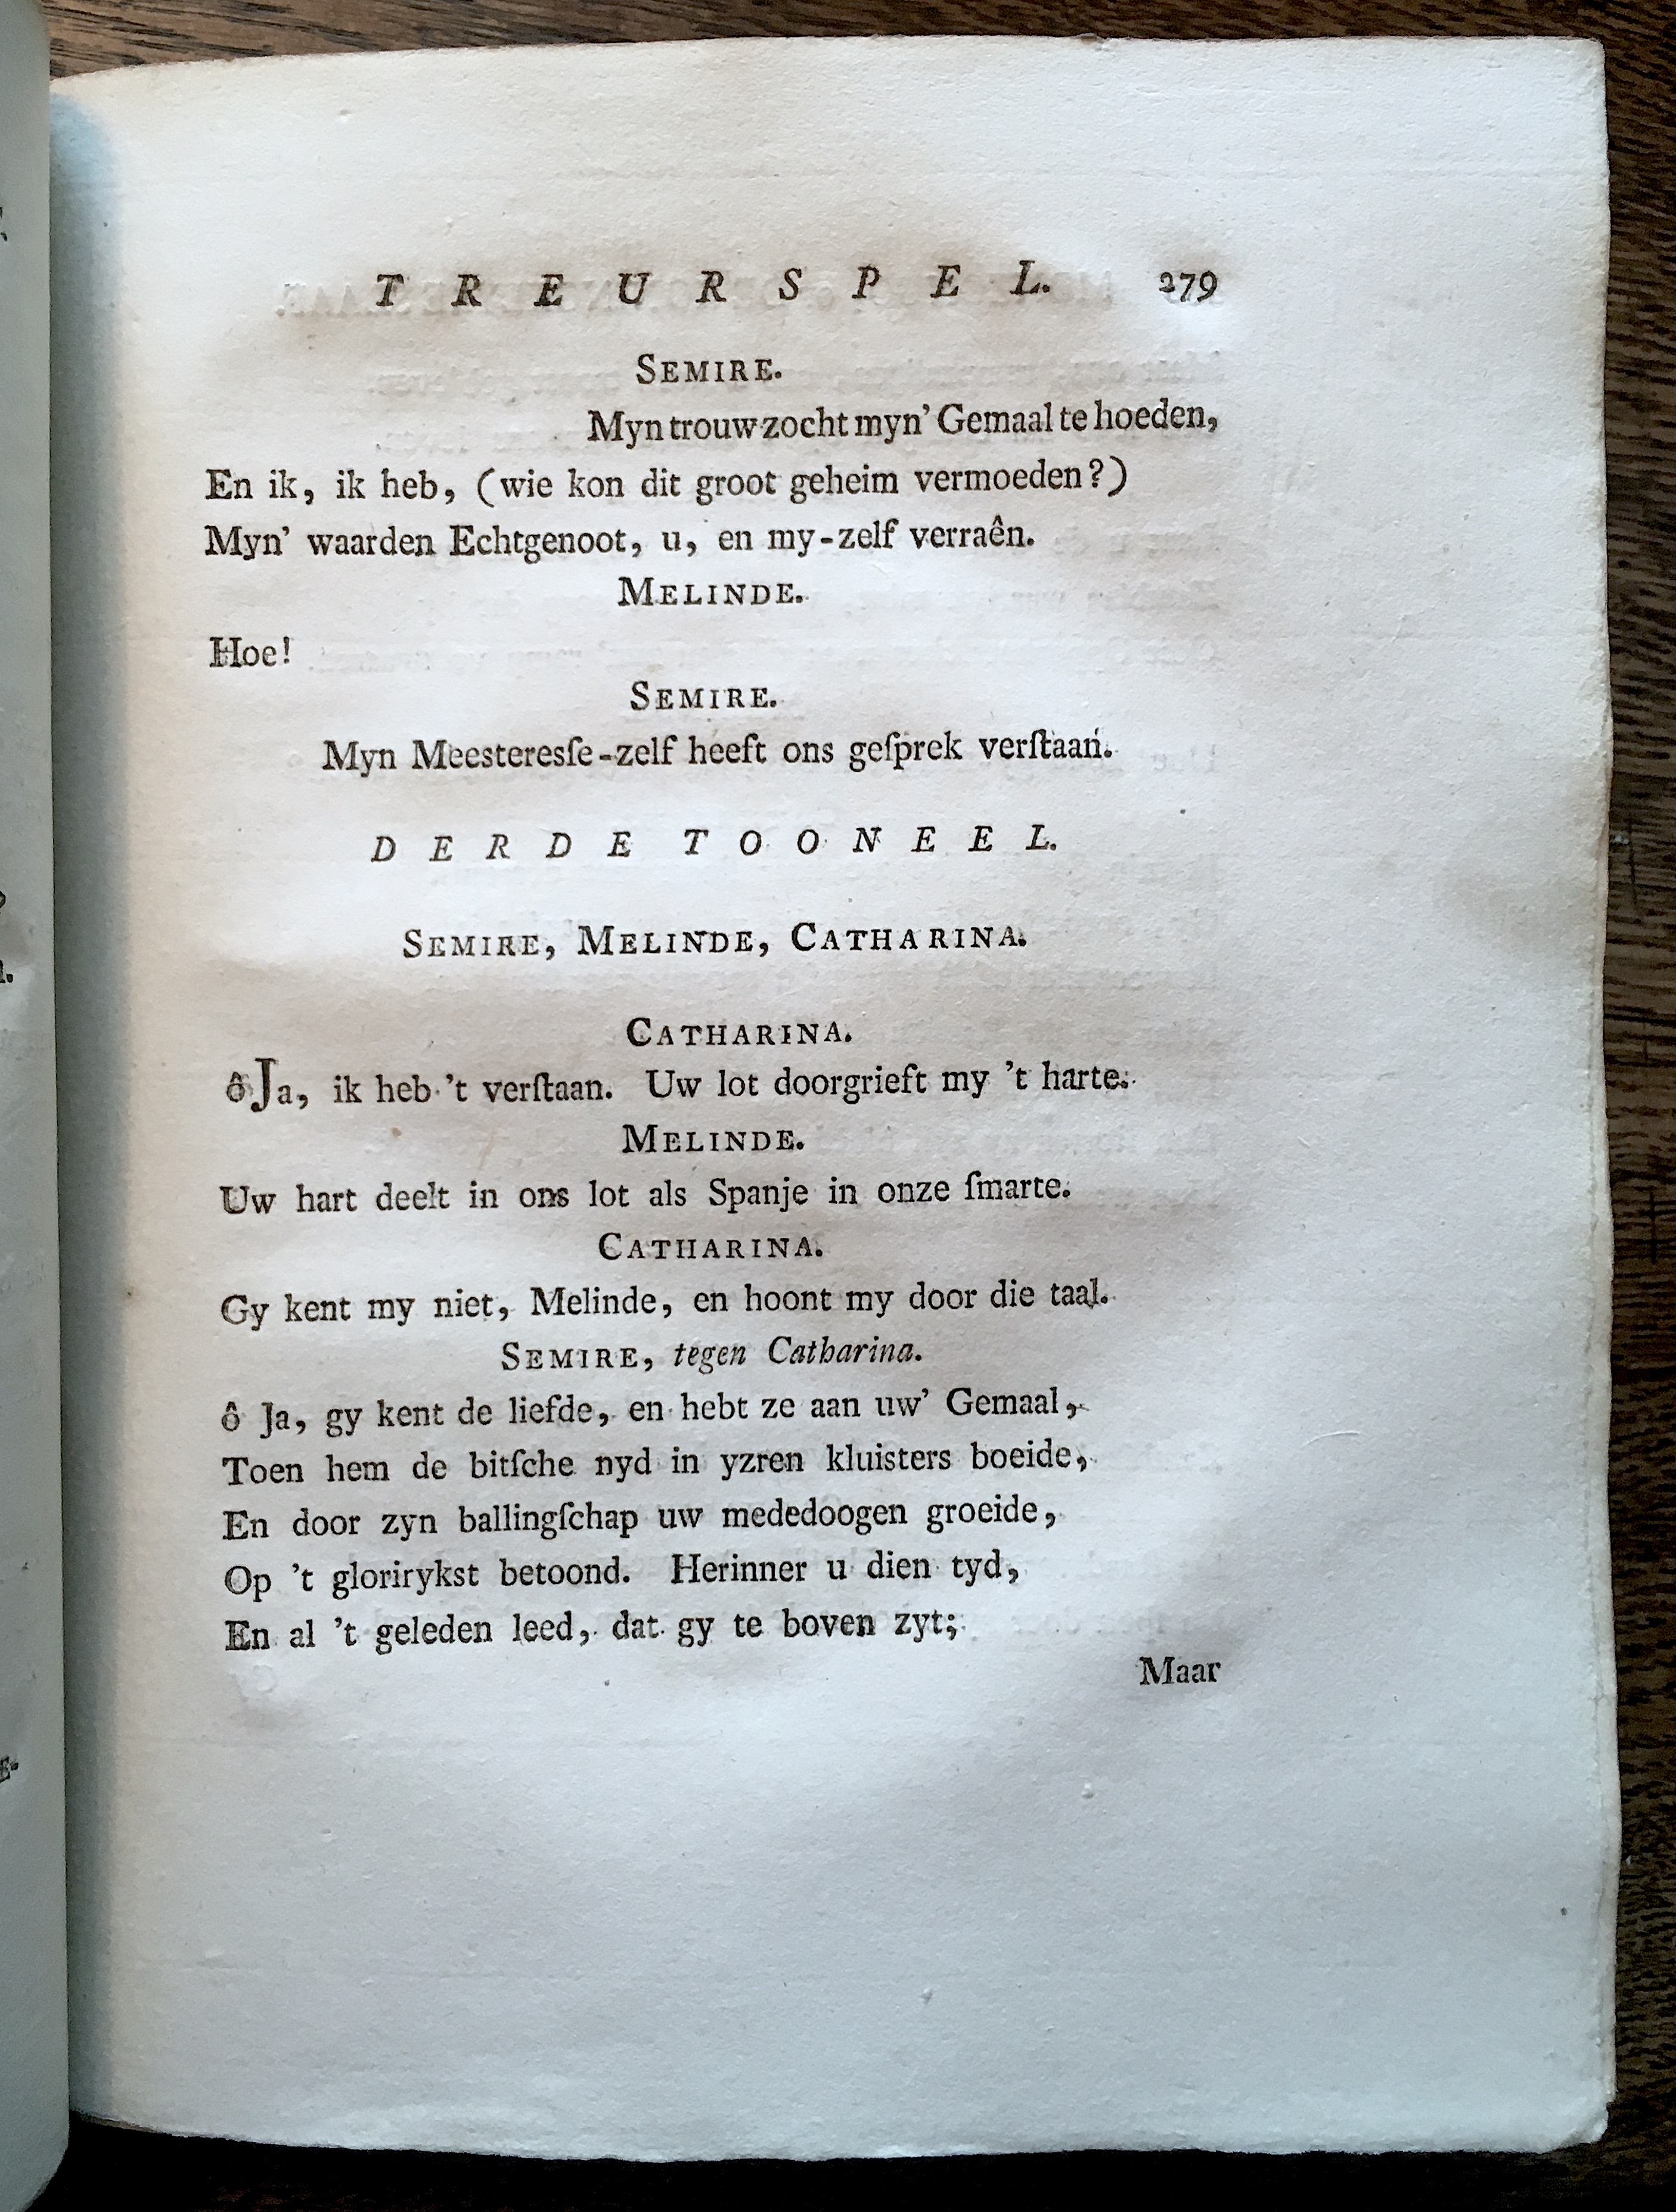 TREURSPEL. 279
SEMIRE.
Myn trouw zocht myn’ Gemaal te hoeden,
En ik, ik heb, (wie kon dit groot geheim vermoeden?)
Myn’ waarden Echtgenoot, u, en my-zelf verraên.
MELINDE.
Hoe!
SEMIRE.
Myn Meesteresſe-zelf heeft ons geſprek verſtaan.
DERDE TOONEEL.
SEMIRE, MELINDE, CATHARINA.
CATHARINA.
ô Ja, ik heb ’t verſtaan. Uw lot doorgrieft my ’t harte.
MELINDE.
Uw hart deelt in ons lot als Spanje in onze ſmarte.
CATHARINA.
Gy kent my niet, Melinde, en hoont my door die taal.
SEMIRE, tegen Catharina.
ô Ja, gy kent de liefde, en hebt ze aan uw’ Gemaal,
Toen hem de bitſche nyd in yzren kluisters boeide,
En door zyn ballingſchap uw mededoogen groeide,
Op ’t glorirykst betoond. Herinner u dien tyd,
En al ’t geleden leed, dat gy te boven zyt;
Maar